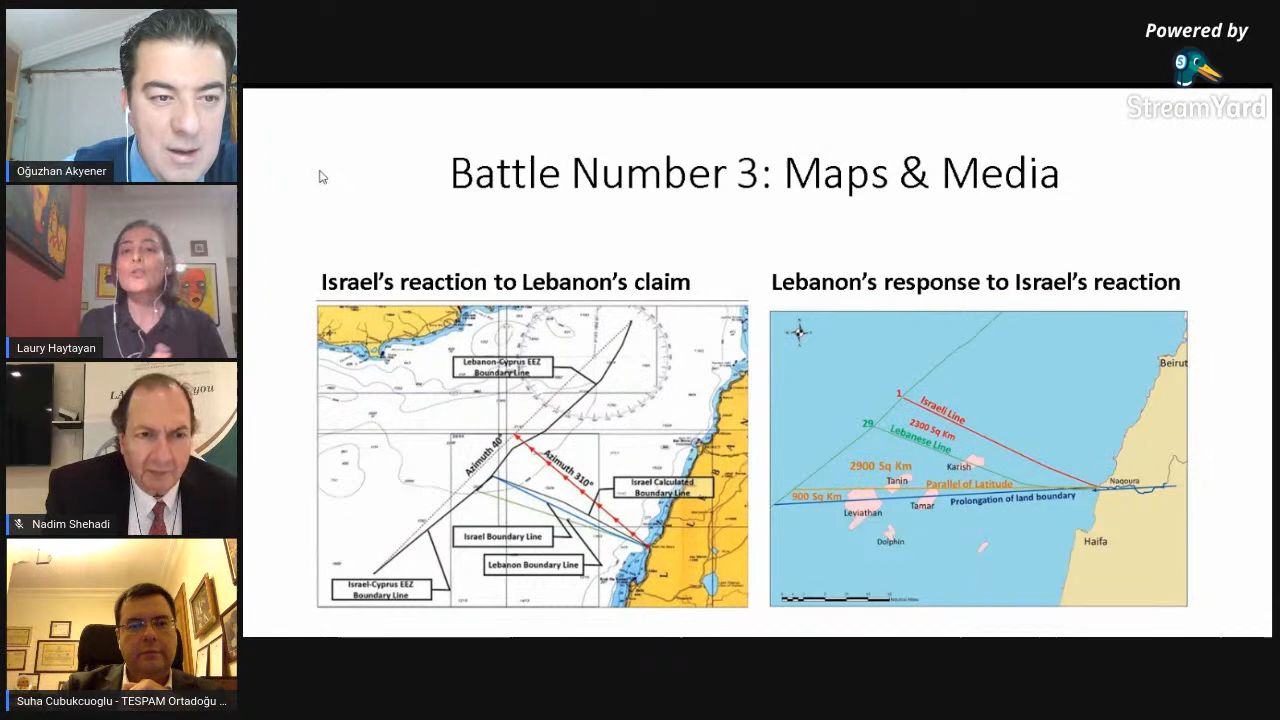 Powered by
StreamYard
Oğuzhan Akyener
Laury Haytayan
Nadim Shehadi
Suha Cubukcuoglu - TESPAM Ortadoğu ...
Battle Number 3: Maps & Media
Israel's reaction to Lebanon's claim
Lebanon-Cyprus EEZ
Boundary Line
Azimuth 40°
Azimuth 310°
Israel Calculated
Boundary Line
Israel Boundary Line
Lebanon Boundary Line
Israel-Cyprus EEZ
Boundary Line
Lebanon's response to Israel's reaction
Beirut
1
Israeli Line
2300 Sq Km
29
Lebanese Line
2900 Sq Km
Karish
Tanin
Parallel of Latitude
Naqoura
900 Sq Km
Prolongation of land boundary
Leviathan
Tamar
Dolphin
Haifa